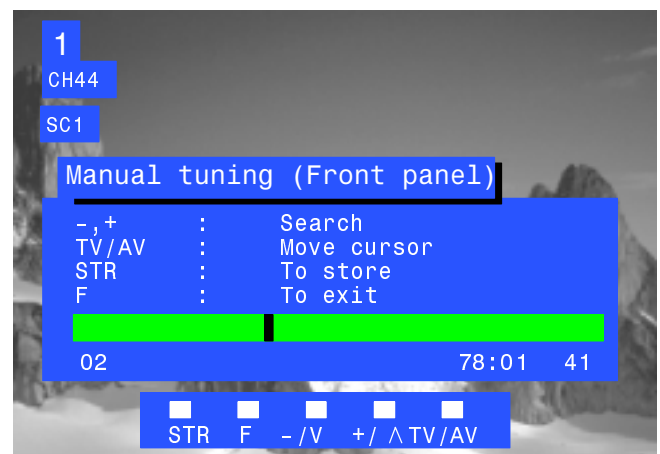 1
CH44
SC1
Manual tuning (Front panel)
-,+ : Search
TV/AV : Move cursor
STR : To store
F : To exit
02 78:01 41
STR F -/V +/ ∧ TV/AV